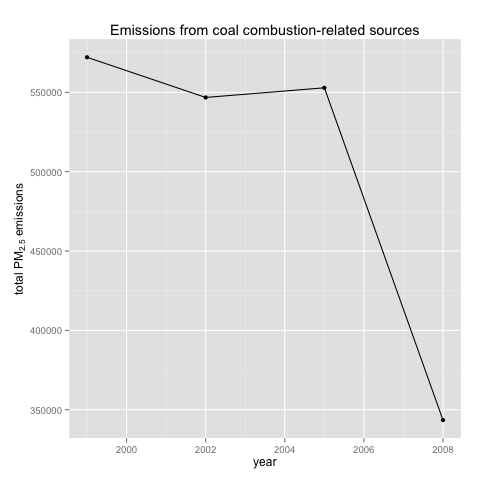 Emissions from coal combustion-related sources
total PM2.5 emissions
550000
500000
450000
400000
350000
2000 2002 2004 2006 2008
year